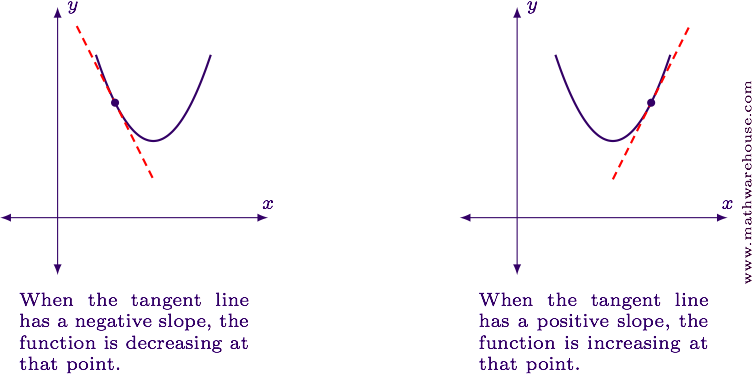 y
x
When the tangent line
has a negative slope, the
function is decreasing at
that point.
y
x
When the tangent line
has a positive slope, the
function is increasing at
that point.
www.mathwarehouse.com